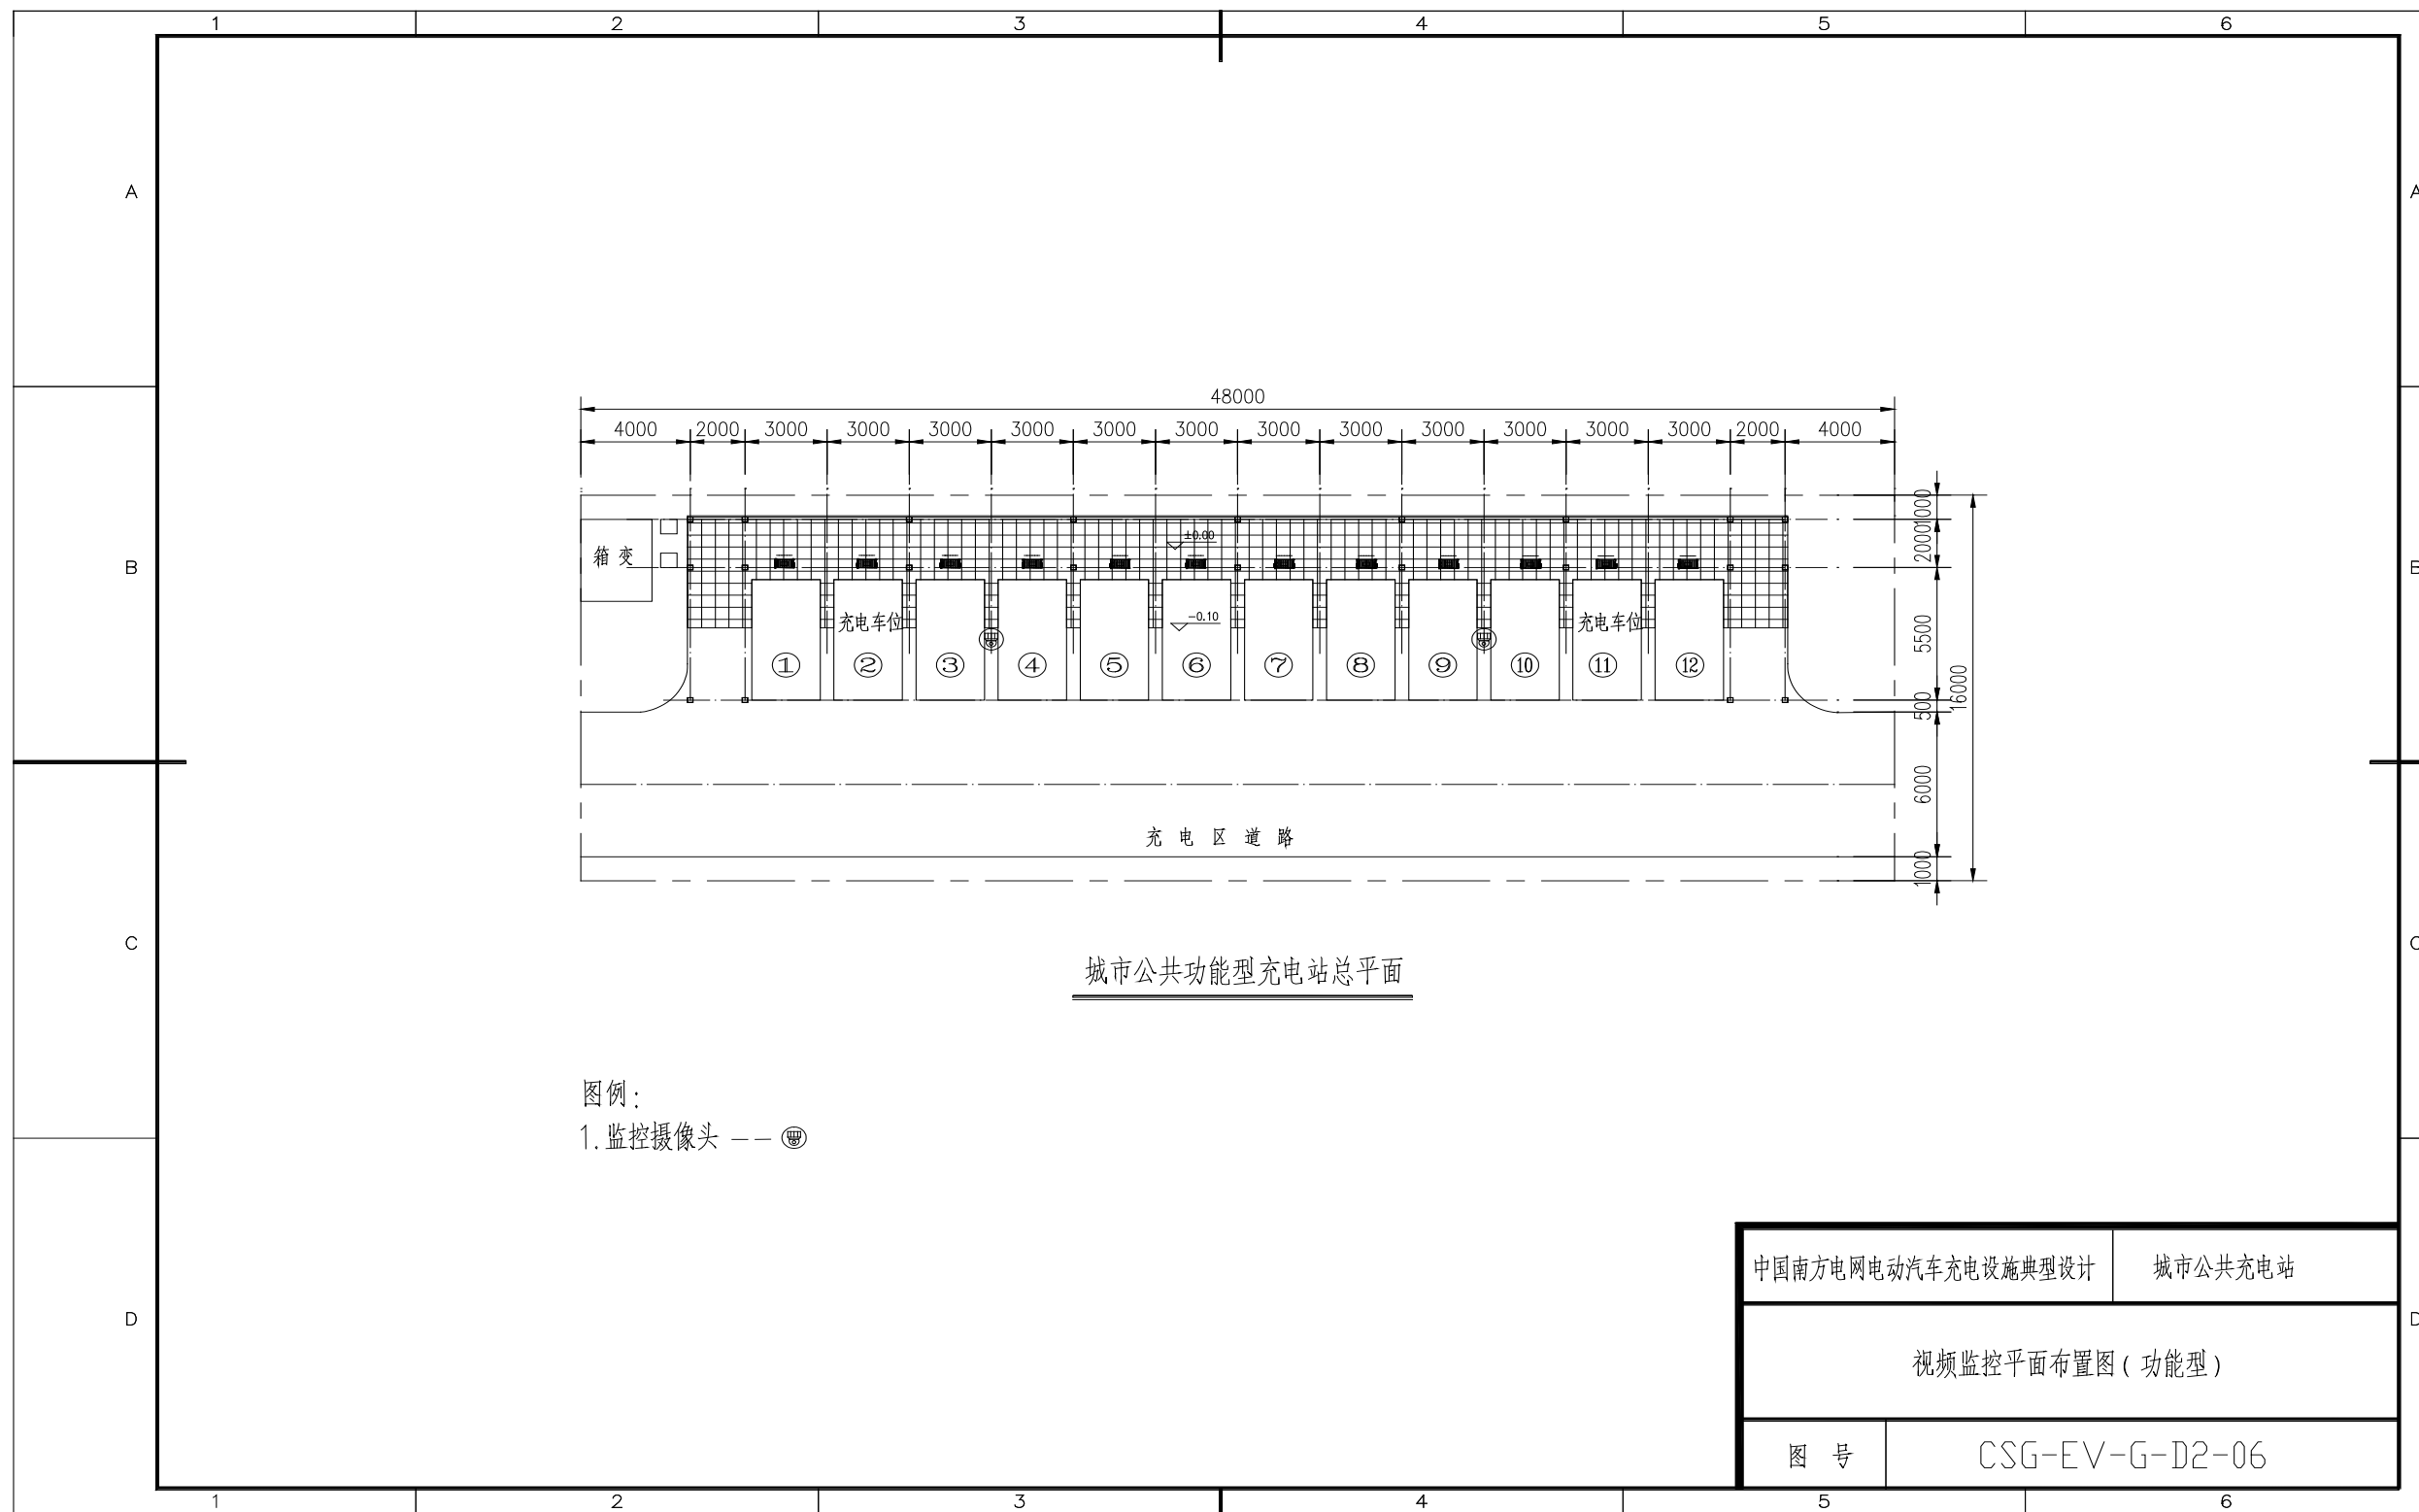 1 2 3 4 5 6
A A
48000
4000 2000 3000 3000 3000 3000 3000 3000 3000 3000 3000 3000 3000 3000 2000 4000
1000
±0.00
2000
箱变
B B
充电车位 -0.10 充电车位
5500
① ② ③ ④ ⑤ ⑥ ⑦ ⑧ ⑨ ⑩ ⑪ ⑫
16000
500
6000
充电区道路
1000
C C
城市公共功能型充电站总平面
图例:
1.监控摄像头 --
中国南方电网电动汽车充电设施典型设计 城市公共充电站
D D
视频监控平面布置图(功能型)
图号 CSG-EV-G-D2-06
1 2 3 4 5 6